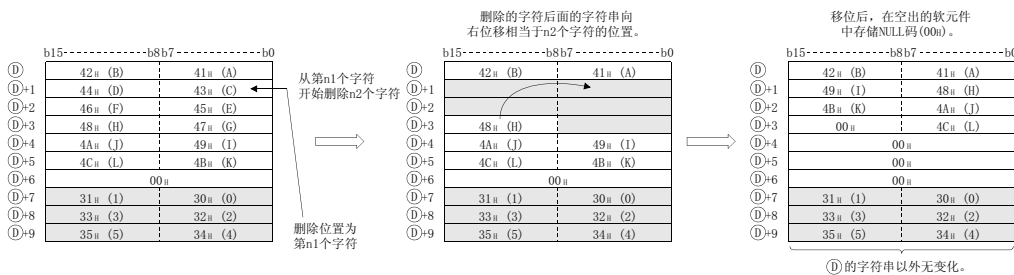 删除的字符后面的字符串向
右位移相当于n2个字符的位置。
移位后，在空出的软元件
中存储NULL码(00H)。
b15 b8 b7 b0
D 42H (B) 41H (A)
D+1 44H (D) 43H (C)
D+2 46H (F) 45H (E)
D+3 48H (H) 47H (G)
D+4 4AH (J) 49H (I)
D+5 4CH (L) 4BH (K)
D+6 00H
D+7 31H (1) 30H (0)
D+8 33H (3) 32H (2)
D+9 35H (5) 34H (4)
从第n1个字符
开始删除n2个字符
删除位置为
第n1个字符
b15 b8 b7 b0
D 42H (B) 41H (A)
D+1
D+2
D+3 48H (H)
D+4 4AH (J) 49H (I)
D+5 4CH (L) 4BH (K)
D+6 00H
D+7 31H (1) 30H (0)
D+8 33H (3) 32H (2)
D+9 35H (5) 34H (4)
b15 b8 b7 b0
D 42H (B) 41H (A)
D+1 49H (I) 48H (H)
D+2 4BH (K) 4AH (J)
D+3 00H 4CH (L)
D+4 00H
D+5 00H
D+6 00H
D+7 31H (1) 30H (0)
D+8 33H (3) 32H (2)
D+9 35H (5) 34H (4)
D的字符串以外无变化。